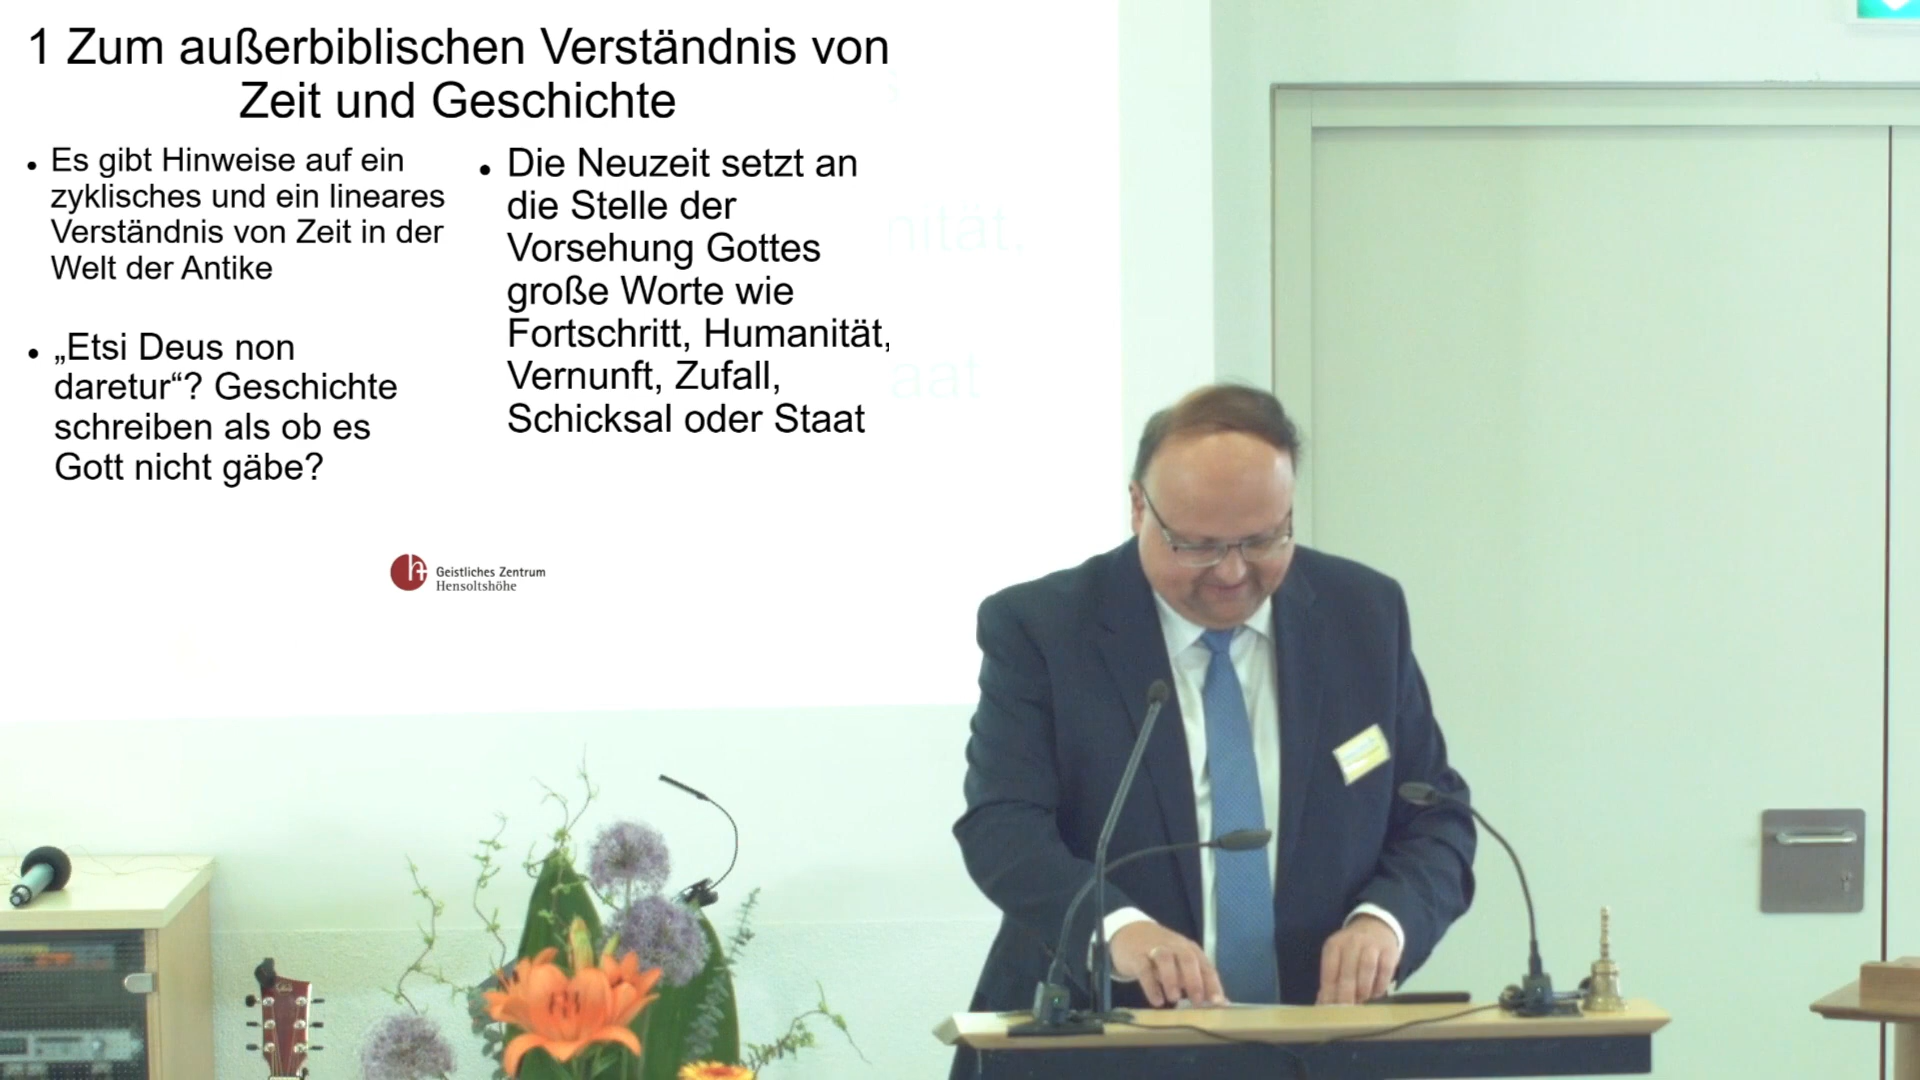 1 Zum außerbiblischen Verständnis von
Zeit und Geschichte
• Es gibt Hinweise auf ein
zyklisches und ein lineares
Verständnis von Zeit in der
Welt der Antike
• „Etsi Deus non
daretur“? Geschichte
schreiben als ob es
Gott nicht gäbe?
• Die Neuzeit setzt an
die Stelle der
Vorsehung Gottes
große Worte wie
Fortschritt, Humanität,
Vernunft, Zufall,
Schicksal oder Staat
Geistliches Zentrum
Hensoltshöhe
nität,
aat